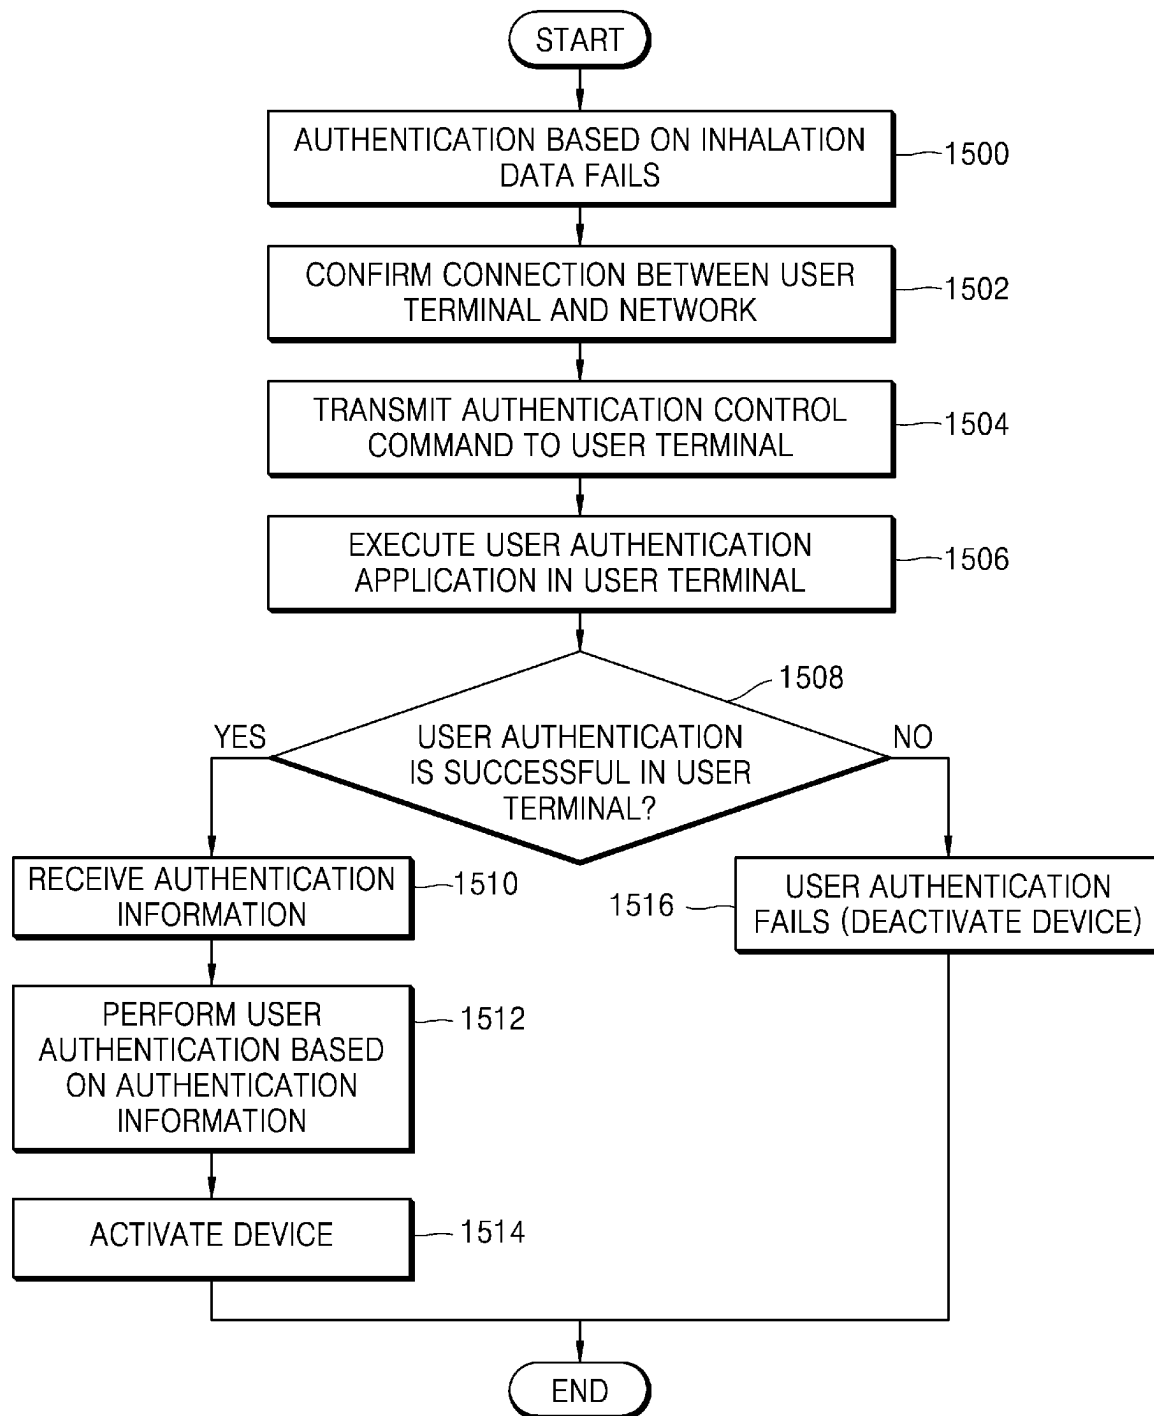 START
AUTHENTICATION BASED ON INHALATION
DATA FAILS
1500
CONFIRM CONNECTION BETWEEN USER
TERMINAL AND NETWORK
1502
TRANSMIT AUTHENTICATION CONTROL
COMMAND TO USER TERMINAL
1504
EXECUTE USER AUTHENTICATION
APPLICATION IN USER TERMINAL
1506
1508
YES
USER AUTHENTICATION
IS SUCCESSFUL IN USER
TERMINAL?
NO
RECEIVE AUTHENTICATION
INFORMATION
1510
1516
USER AUTHENTICATION
FAILS (DEACTIVATE DEVICE)
PERFORM USER
AUTHENTICATION BASED
ON AUTHENTICATION
INFORMATION
1512
ACTIVATE DEVICE
1514
END